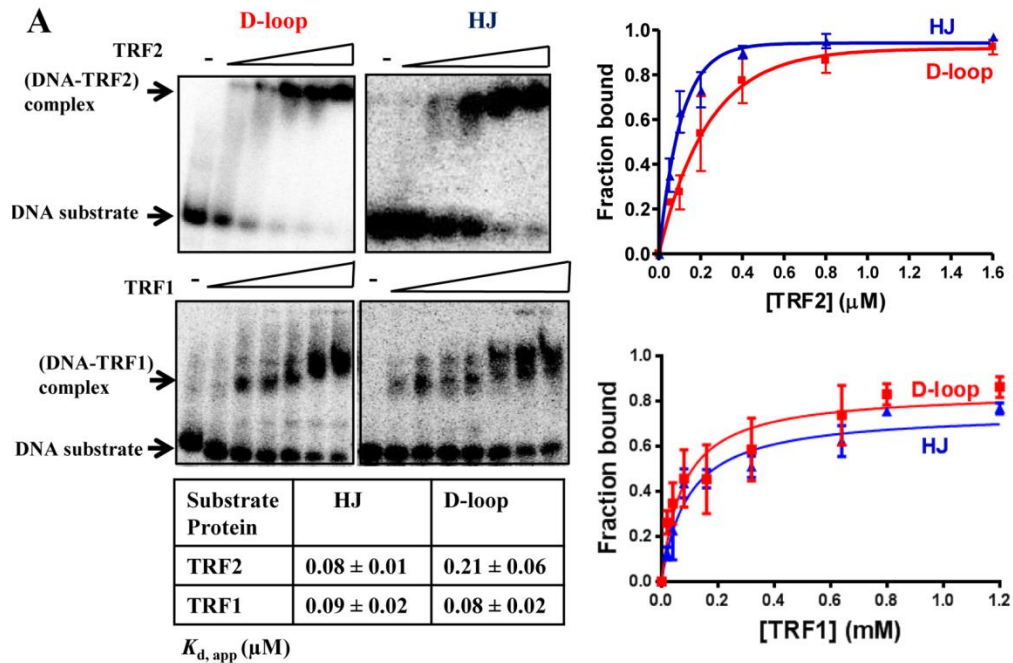 A
D-loop
HJ
TRF2
-
-
(DNA-TRF2)
complex
DNA substrate
TRF1
-
-
(DNA-TRF1)
complex
DNA substrate
Substrate
Protein
HJ
D-loop
TRF2
0.08 ± 0.01
0.21 ± 0.06
TRF1
0.09 ± 0.02
0.08 ± 0.02
Kd, app (µM)
Fraction bound
1.0
0.8
0.6
0.4
0.2
0.0
HJ
D-loop
0.0 0.2 0.4 0.6 0.8 1.0 1.2 1.4 1.6
[TRF2] (µM)
Fraction bound
1.0
0.8
0.6
0.4
0.2
0.0
D-loop
HJ
0.0 0.2 0.4 0.6 0.8 1.0 1.2
[TRF1] (mM)